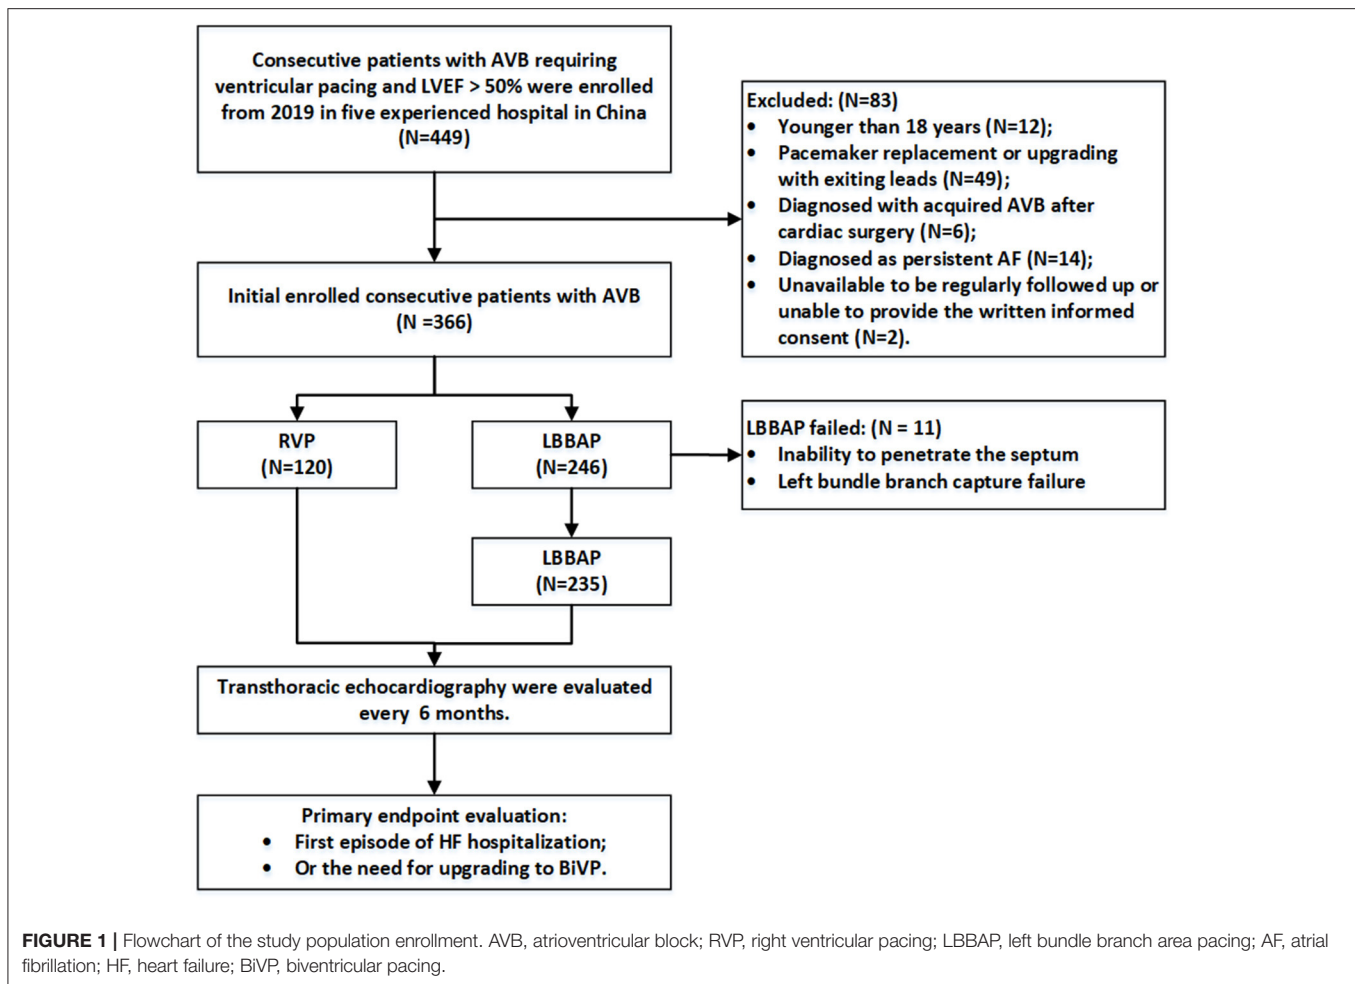 Consecutive patients with AVB requiring
ventricular pacing and LVEF > 50% were enrolled
from 2019 in five experienced hospital in China
(N=449)
Excluded: (N=83)
• Younger than 18 years (N=12);
• Pacemaker replacement or upgrading
with exiting leads (N=49);
• Diagnosed with acquired AVB after
cardiac surgery (N=6);
• Diagnosed as persistent AF (N=14);
• Unavailable to be regularly followed up or
unable to provide the written informed
consent (N=2).
Initial enrolled consecutive patients with AVB
(N =366)
RVP
(N=120)
LBBAP
(N=246)
LBBAP failed: (N = 11)
• Inability to penetrate the septum
• Left bundle branch capture failure
LBBAP
(N=235)
Transthoracic echocardiography were evaluated
every 6 months.
Primary endpoint evaluation:
• First episode of HF hospitalization;
• Or the need for upgrading to BiVP.
FIGURE 1 | Flowchart of the study population enrollment. AVB, atrioventricular block; RVP, right ventricular pacing; LBBAP, left bundle branch area pacing; AF, atrial
fibrillation; HF, heart failure; BiVP, biventricular pacing.